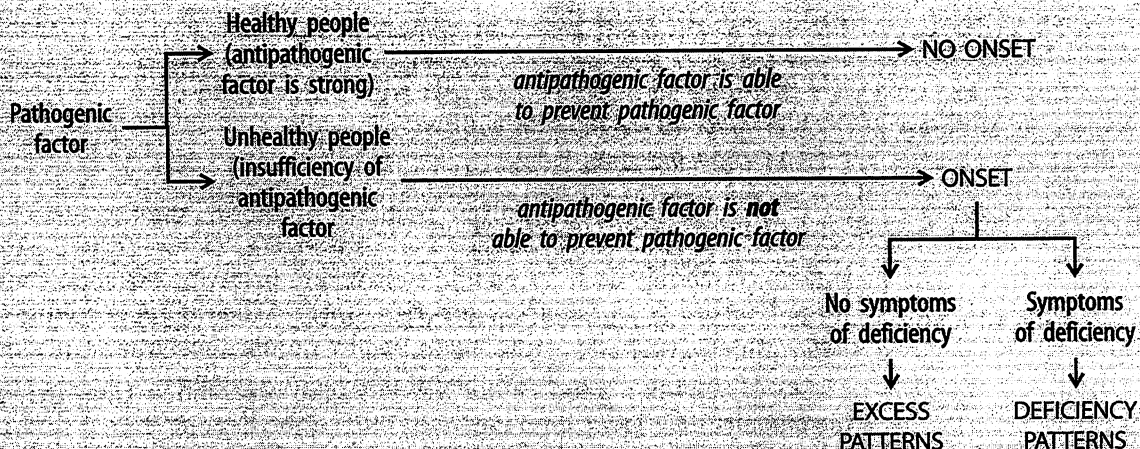 Healthy people
(antipathogenic
factor is strong)
NO ONSET
antipathogenic factor is able
to prevent pathogenic factor
Pathogenic
factor
Unhealthy people
(insufficiency of
antipathogenic
factor
ONSET
antipathogenic factor is not
able to prevent pathogenic factor
No symptoms
of deficiency
Symptoms
of deficiency
EXCESS
PATTERNS
DEFICIENCY
PATTERNS